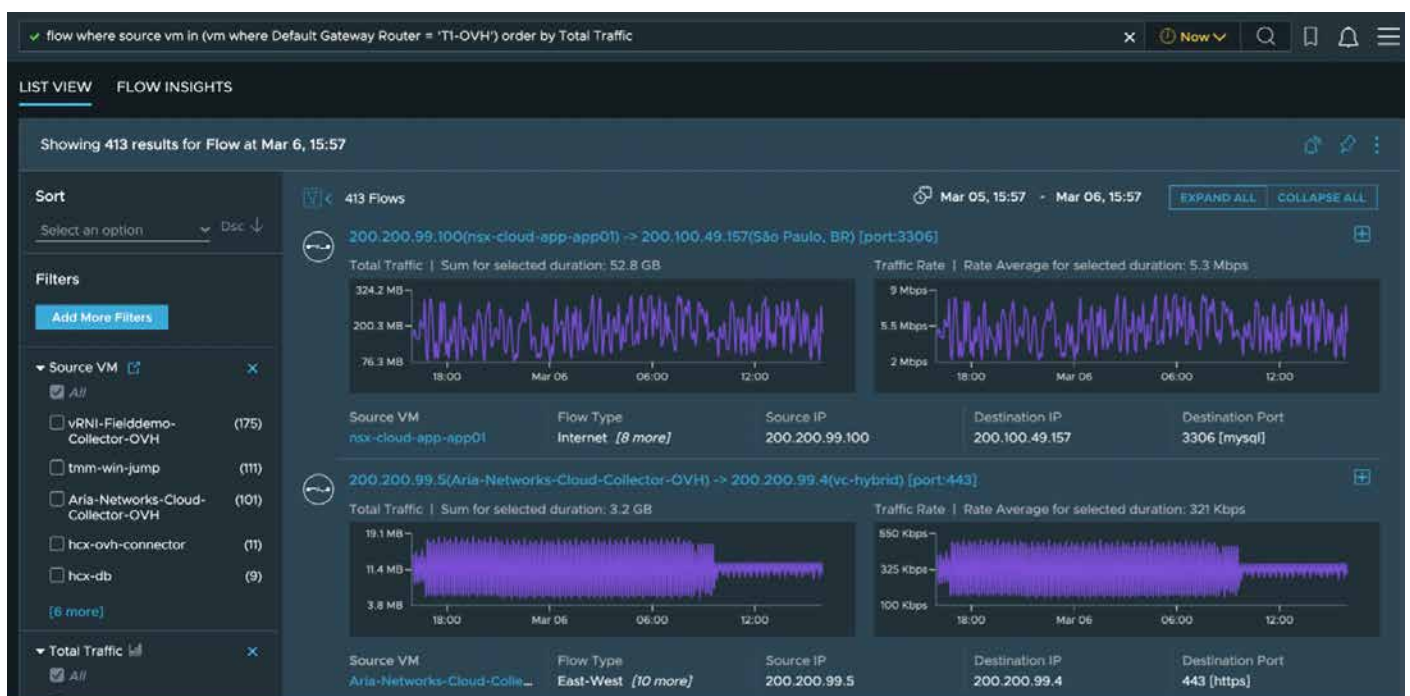 flow where source vm in (vm where Default Gateway Router = 'T1-OVH') order by Total Traffic
Now
LIST VIEW FLOW INSIGHTS
Showing 413 results for Flow at Mar 6, 15:57
Sort
Select an option Dsc
Filters
Add More Filters
Source VM
All
vRNI-Fielddemo-
Collector-OVH
(175)
tmm-win-jump (111)
Aria-Networks-Cloud-
Collector-OVH
(101)
hcx-ovh-connector (11)
hcx-db (9)
[6 more]
Total Traffic
All
413 Flows
Mar 05, 15:57 - Mar 06, 15:57
EXPAND ALL COLLAPSE ALL
200.200.99.100(nsx-cloud-app-app01) -> 200.100.49.157(São Paulo, BR) [port:3306]
Total Traffic | Sum for selected duration: 52.8 GB
324.2 MB
200.3 MB
76.3 MB
18:00 Mar 06 06:00 12:00
Traffic Rate | Rate Average for selected duration: 5.3 Mbps
9 Mbps
5.5 Mbps
2 Mbps
18:00 Mar 06 06:00 12:00
Source VM Flow Type Source IP Destination IP Destination Port
nsx-cloud-app-app01 Internet [8 more] 200.200.99.100 200.100.49.157 3306 [mysql]
200.200.99.5(Aria-Networks-Cloud-Collector-OVH) -> 200.200.99.4(vc-hybrid) [port:443]
Total Traffic | Sum for selected duration: 3.2 GB
19.1 MB
11.4 MB
3.8 MB
18:00 Mar 06 06:00 12:00
Traffic Rate | Rate Average for selected duration: 321 Kbps
550 Kbps
325 Kbps
100 Kbps
18:00 Mar 06 06:00 12:00
Source VM Flow Type Source IP Destination IP Destination Port
Aria-Networks-Cloud-Colle... East-West [10 more] 200.200.99.5 200.200.99.4 443 [https]